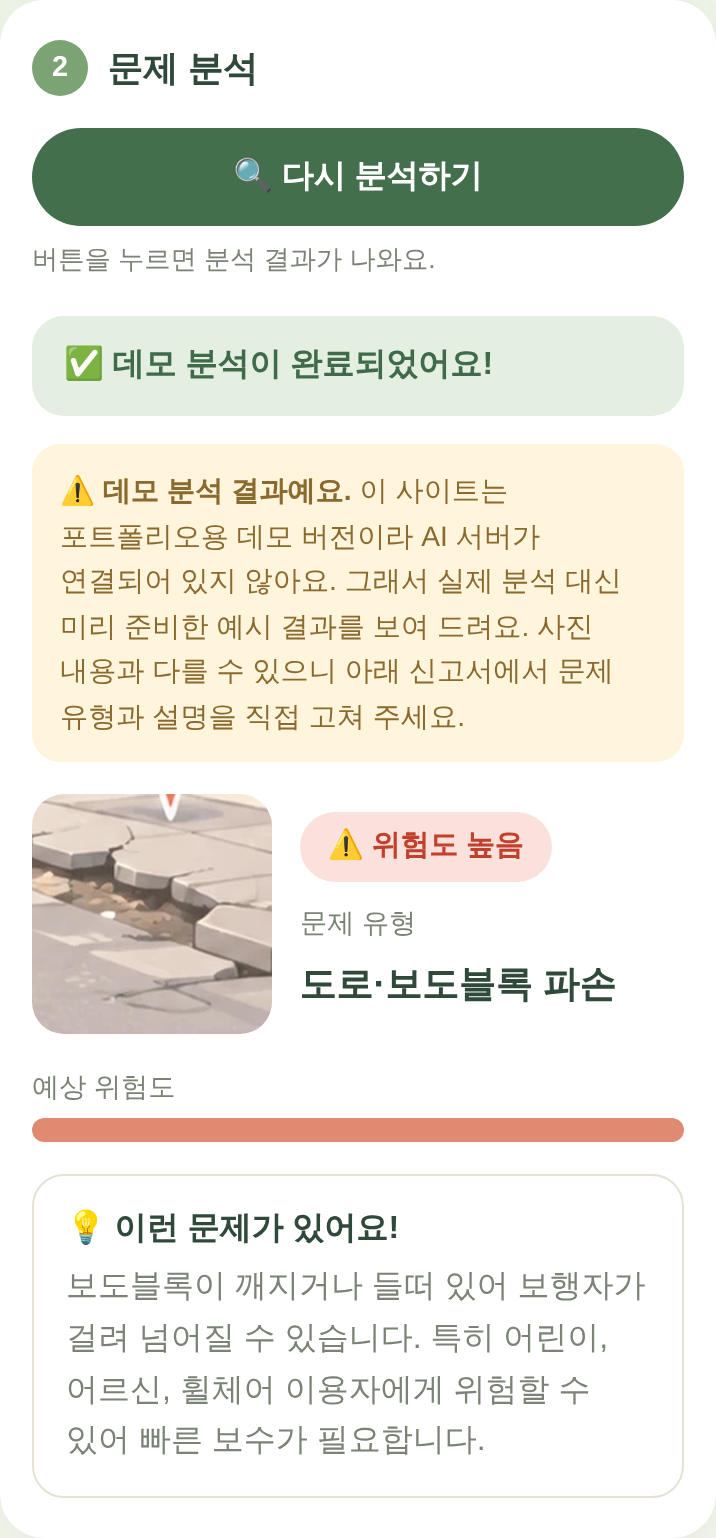 2 문제 분석
🔍 다시 분석하기
버튼을 누르면 분석 결과가 나와요.
✅ 데모 분석이 완료되었어요!
⚠️ 데모 분석 결과예요. 이 사이트는
포트폴리오용 데모 버전이라 AI 서버가
연결되어 있지 않아요. 그래서 실제 분석 대신
미리 준비한 예시 결과를 보여 드려요. 사진
내용과 다를 수 있으니 아래 신고서에서 문제
유형과 설명을 직접 고쳐 주세요.
⚠️ 위험도 높음
문제 유형
도로·보도블록 파손
예상 위험도
💡 이런 문제가 있어요!
보도블록이 깨지거나 들떠 있어 보행자가
걸려 넘어질 수 있습니다. 특히 어린이,
어르신, 휠체어 이용자에게 위험할 수
있어 빠른 보수가 필요합니다.